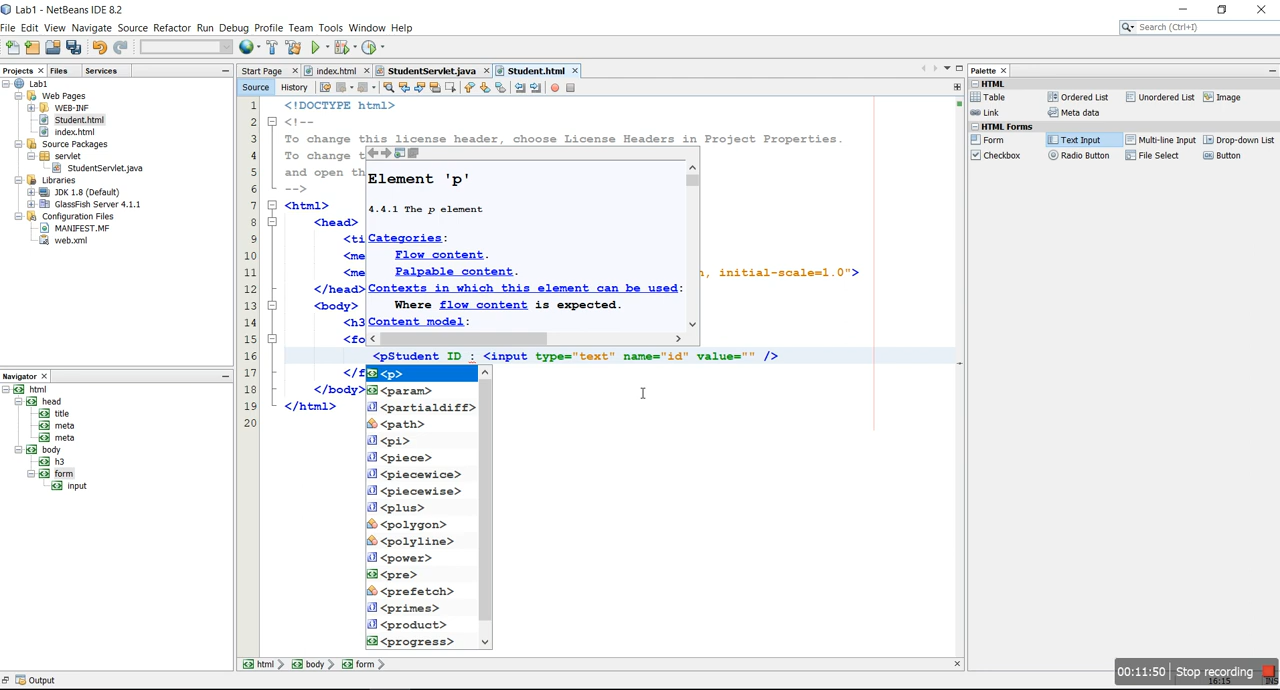 Lab1 - NetBeans IDE 8.2
File Edit View Navigate Source Refactor Run Debug Profile Team Tools Window Help
Search (Ctrl+I)
Projects Files Services
Start Page index.html StudentServlet.java Student.html
Palette
Lab1
Web Pages
WEB-INF
Student.html
index.html
Source Packages
servlet
StudentServlet.java
Libraries
JDK 1.8 (Default)
GlassFish Server 4.1.1
Configuration Files
MANIFEST.MF
web.xml
Navigator
html
head
title
meta
meta
body
h3
form
input
Source History
1 <!DOCTYPE html>
2 <!--
3 To change this license header, choose License Headers in Project Properties.
4 To change t
5 and open th
6 -->
7 <html>
8 <head>
9 <ti
10 <me
11 <me n, initial-scale=1.0">
12 </head>
13 <body>
14 <h3
15 <fo
16 <pStudent ID : <input type="text" name="id" value="" />
17 </f
18 </body>
19 </html>
20
Element 'p'
4.4.1 The p element
Categories:
Flow content.
Palpable content.
Contexts in which this element can be used:
Where flow content is expected.
Content model:
<p>
<param>
<partialdiff>
<path>
<pi>
<piece>
<piecewice>
<piecewise>
<plus>
<polygon>
<polyline>
<power>
<pre>
<prefetch>
<primes>
<product>
<progress>
html body form
HTML
Table Ordered List Unordered List Image
Link Meta data
HTML Forms
Form Text Input Multi-line Input Drop-down List
Checkbox Radio Button File Select Button
Output
00:11:50 Stop recording
16:15 INS